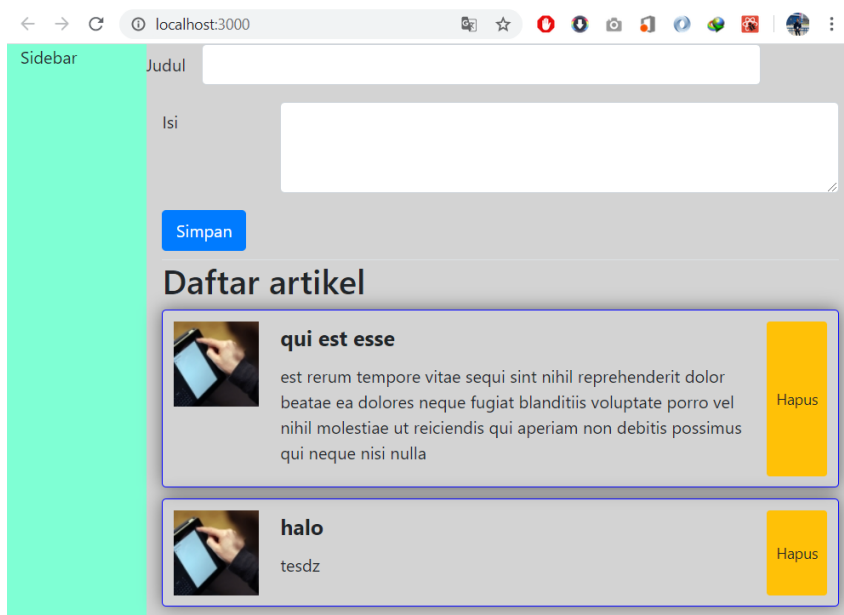 localhost:3000
Sidebar
Judul
Isi
Simpan
Daftar artikel
qui est esse
est rerum tempore vitae sequi sint nihil reprehenderit dolor
beatae ea dolores neque fugiat blanditiis voluptate porro vel
nihil molestiae ut reiciendis qui aperiam non debitis possimus
qui neque nisi nulla
Hapus
halo
tesdz
Hapus